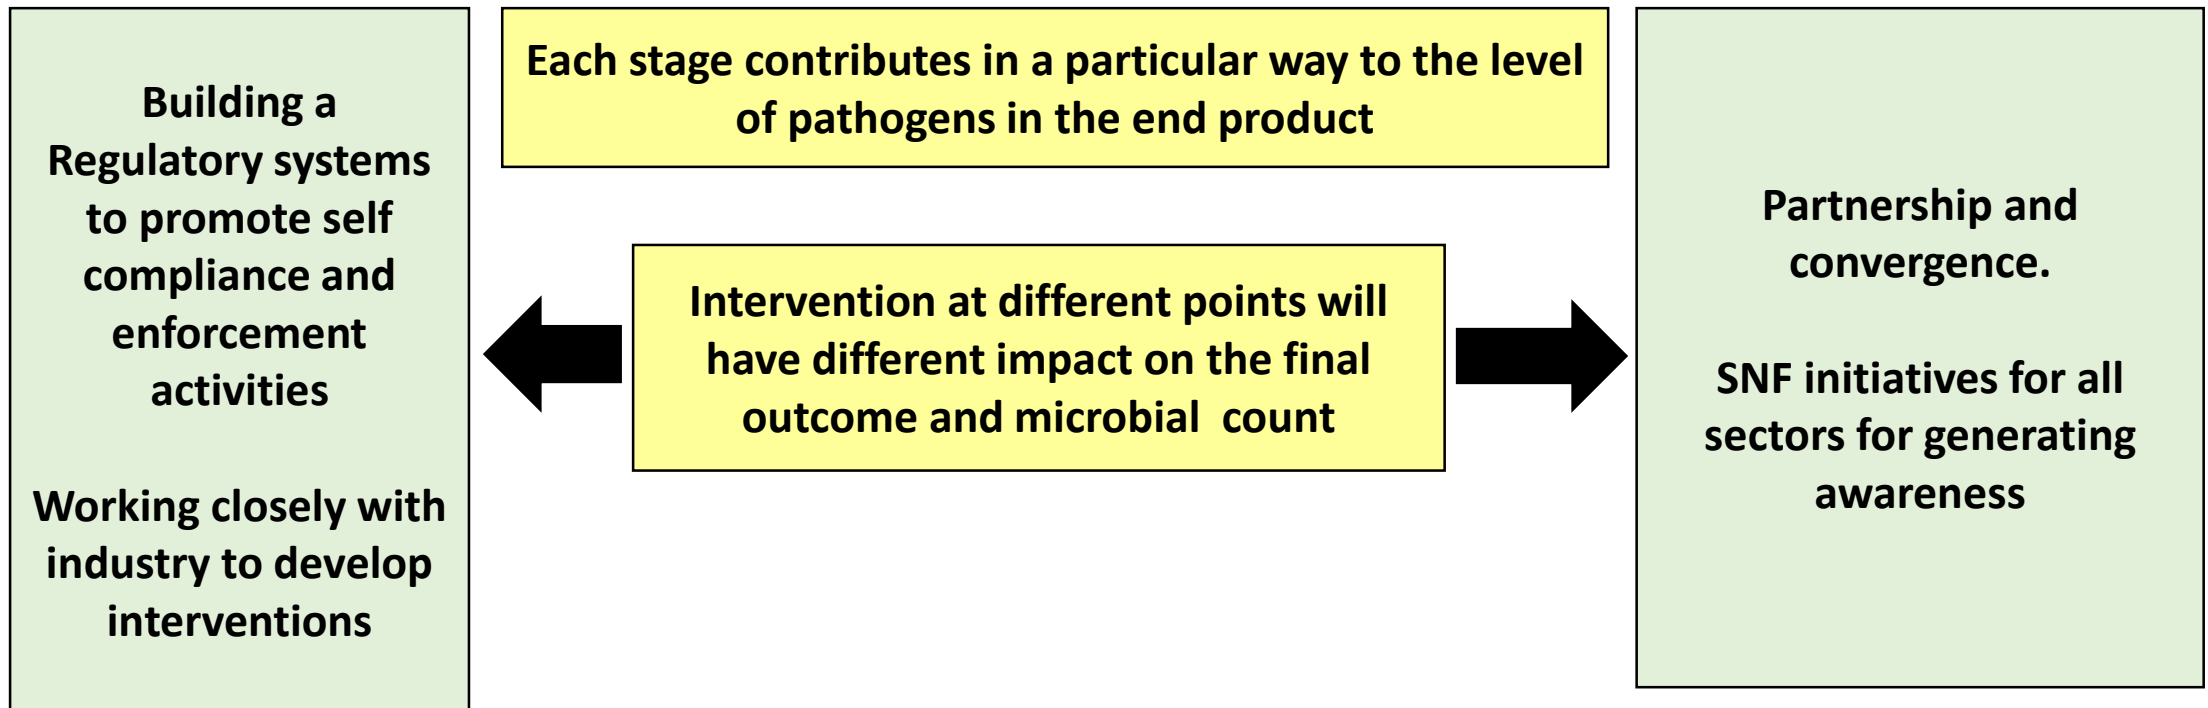 Building a
Regulatory systems
to promote self
compliance and
enforcement
activities
Working closely with
industry to develop
interventions
Each stage contributes in a particular way to the level
of pathogens in the end product
Intervention at different points will
have different impact on the final
outcome and microbial  count
Partnership and
convergence.
SNF initiatives for all
sectors for generating
awareness